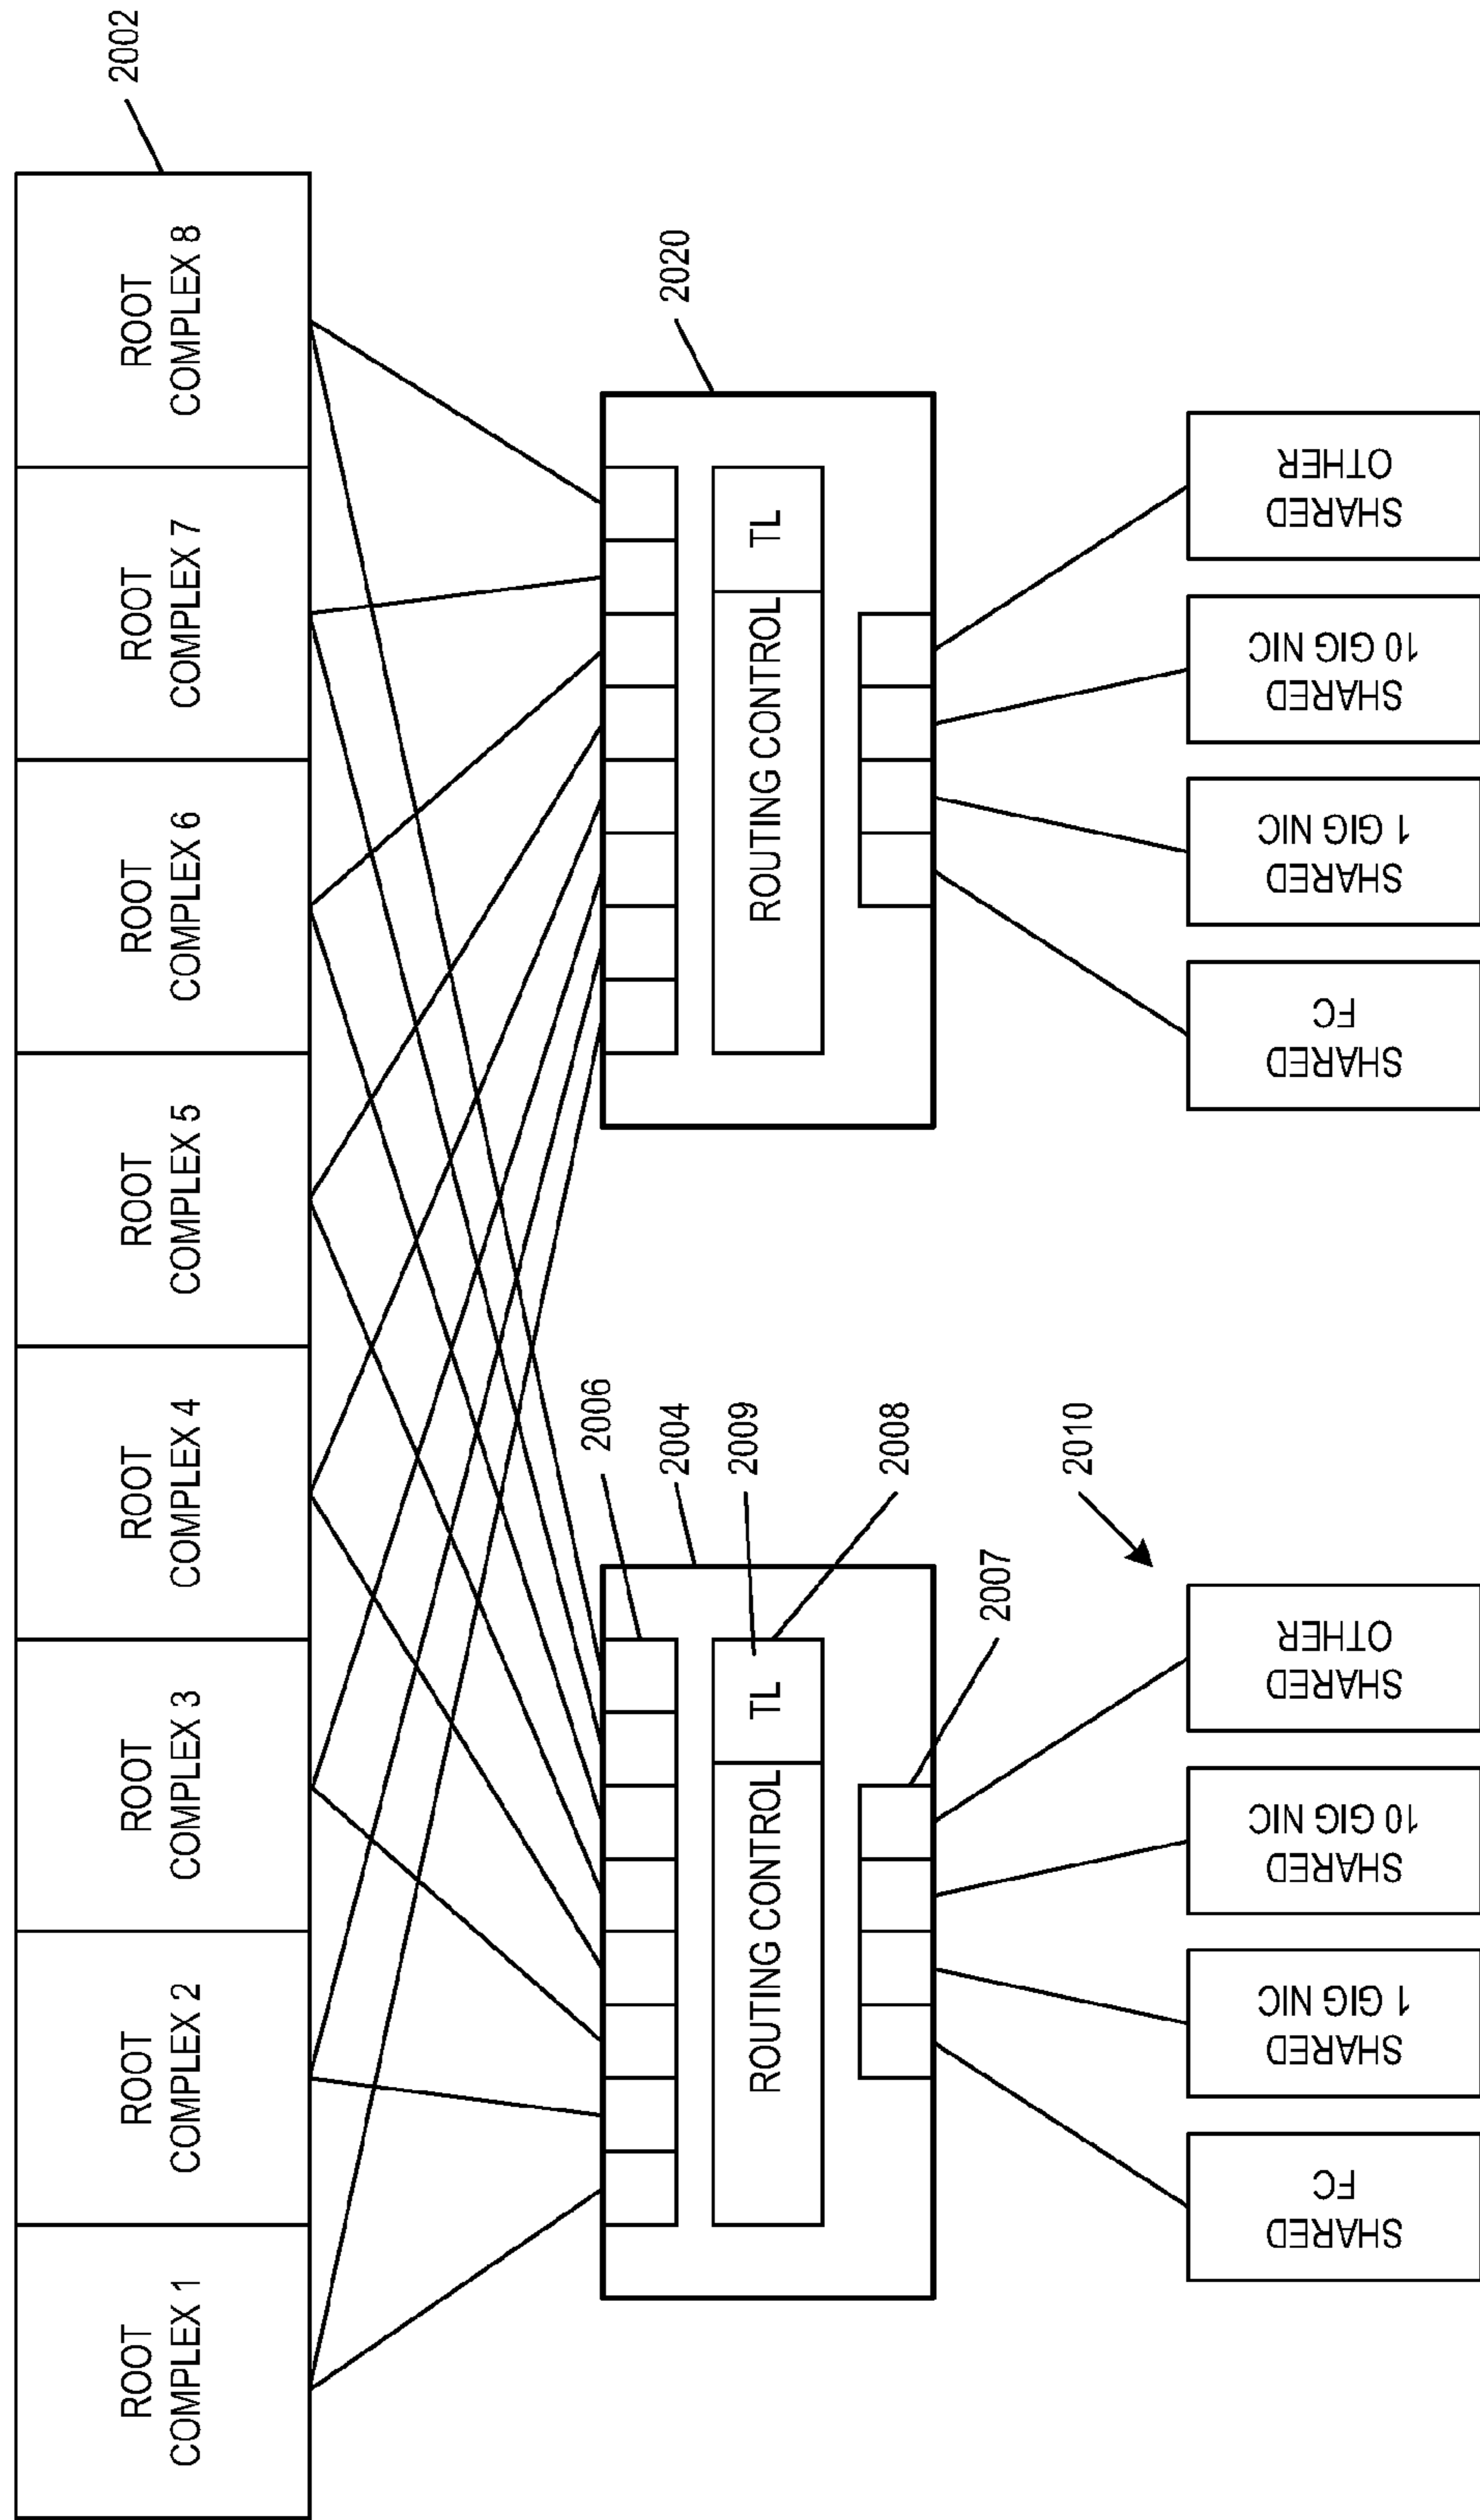 2002
ROOT
COMPLEX 1
ROOT
COMPLEX 2
ROOT
COMPLEX 3
ROOT
COMPLEX 4
ROOT
COMPLEX 5
ROOT
COMPLEX 6
ROOT
COMPLEX 7
ROOT
COMPLEX 8
2006
2004
2009
2008
2007
2020
ROUTING CONTROL
TL
ROUTING CONTROL
TL
2010
SHARED
FC
SHARED
1 GIG NIC
SHARED
10 GIG NIC
SHARED
OTHER
SHARED
FC
SHARED
1 GIG NIC
SHARED
10 GIG NIC
SHARED
OTHER